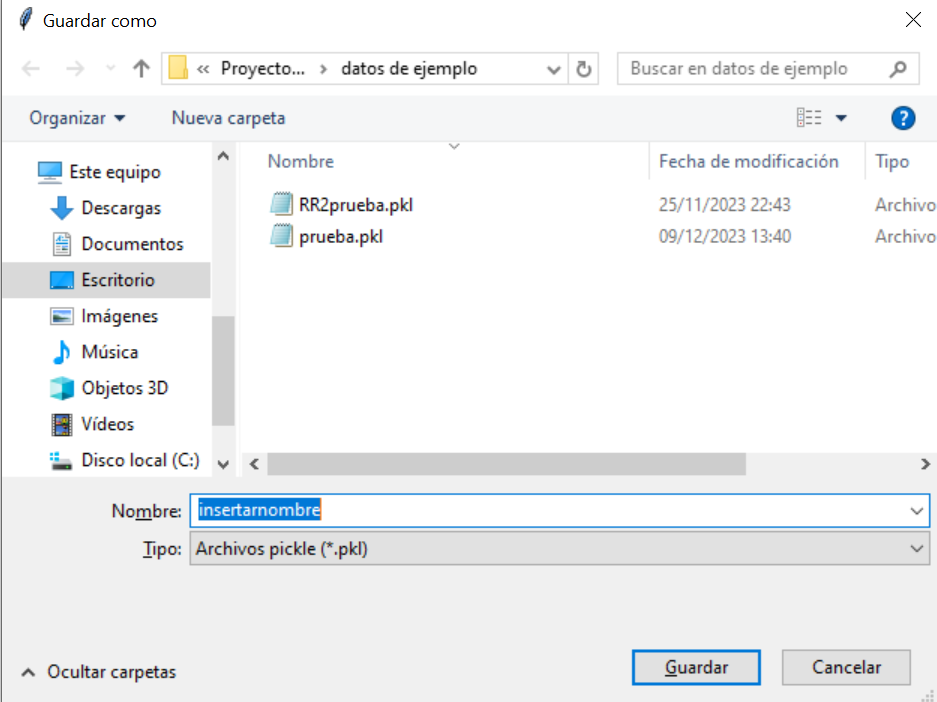 Guardar como
« Proyecto... › datos de ejemplo
Buscar en datos de ejemplo
Organizar
Nueva carpeta
?
Este equipo
Descargas
Documentos
Escritorio
Imágenes
Música
Objetos 3D
Vídeos
Disco local (C:)
Nombre Fecha de modificación Tipo
RR2prueba.pkl 25/11/2023 22:43 Archivo
prueba.pkl 09/12/2023 13:40 Archivo
Nombre: insertarnombre
Tipo: Archivos pickle (*.pkl)
Ocultar carpetas
Guardar
Cancelar